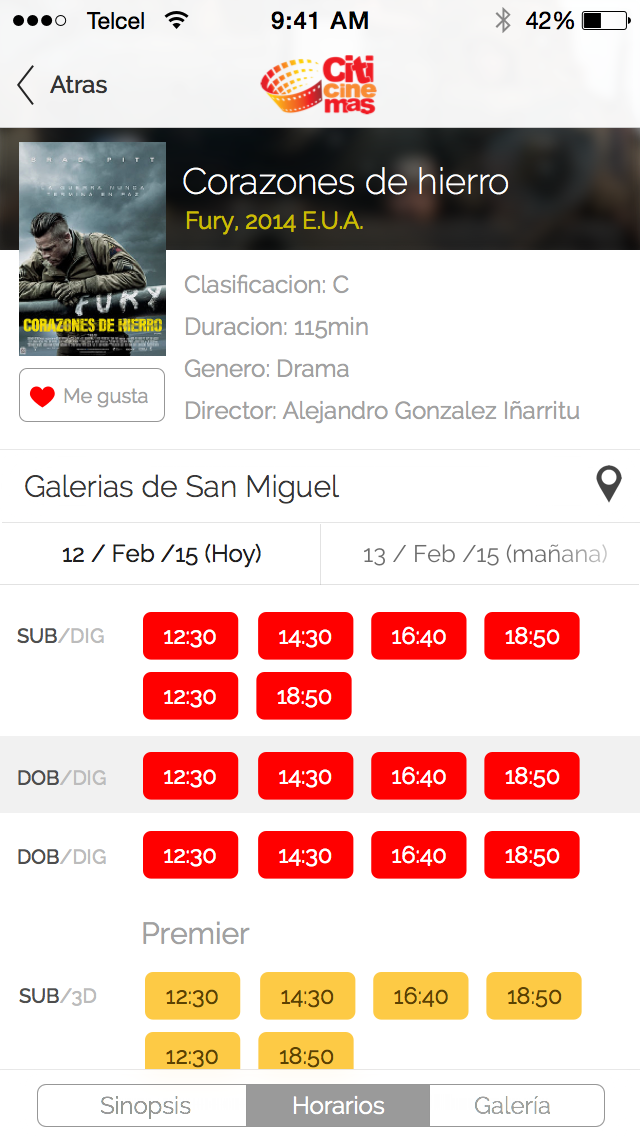 Telcel 9:41 AM 42%
Atras
Citi
cine
mas
BRAD PITT
LA GUERRA NUNCA
TERMINA EN PAZ
FURY
CORAZONES DE HIERRO
Corazones de hierro
Fury, 2014 E.U.A.
Clasificacion: C
Duracion: 115min
Genero: Drama
Director: Alejandro Gonzalez Iñarritu
Me gusta
Galerias de San Miguel
12 / Feb /15 (Hoy) 13 / Feb /15 (mañana)
SUB/DIG 12:30 14:30 16:40 18:50
12:30 18:50
DOB/DIG 12:30 14:30 16:40 18:50
DOB/DIG 12:30 14:30 16:40 18:50
Premier
SUB/3D 12:30 14:30 16:40 18:50
12:30 18:50
Sinopsis Horarios Galería